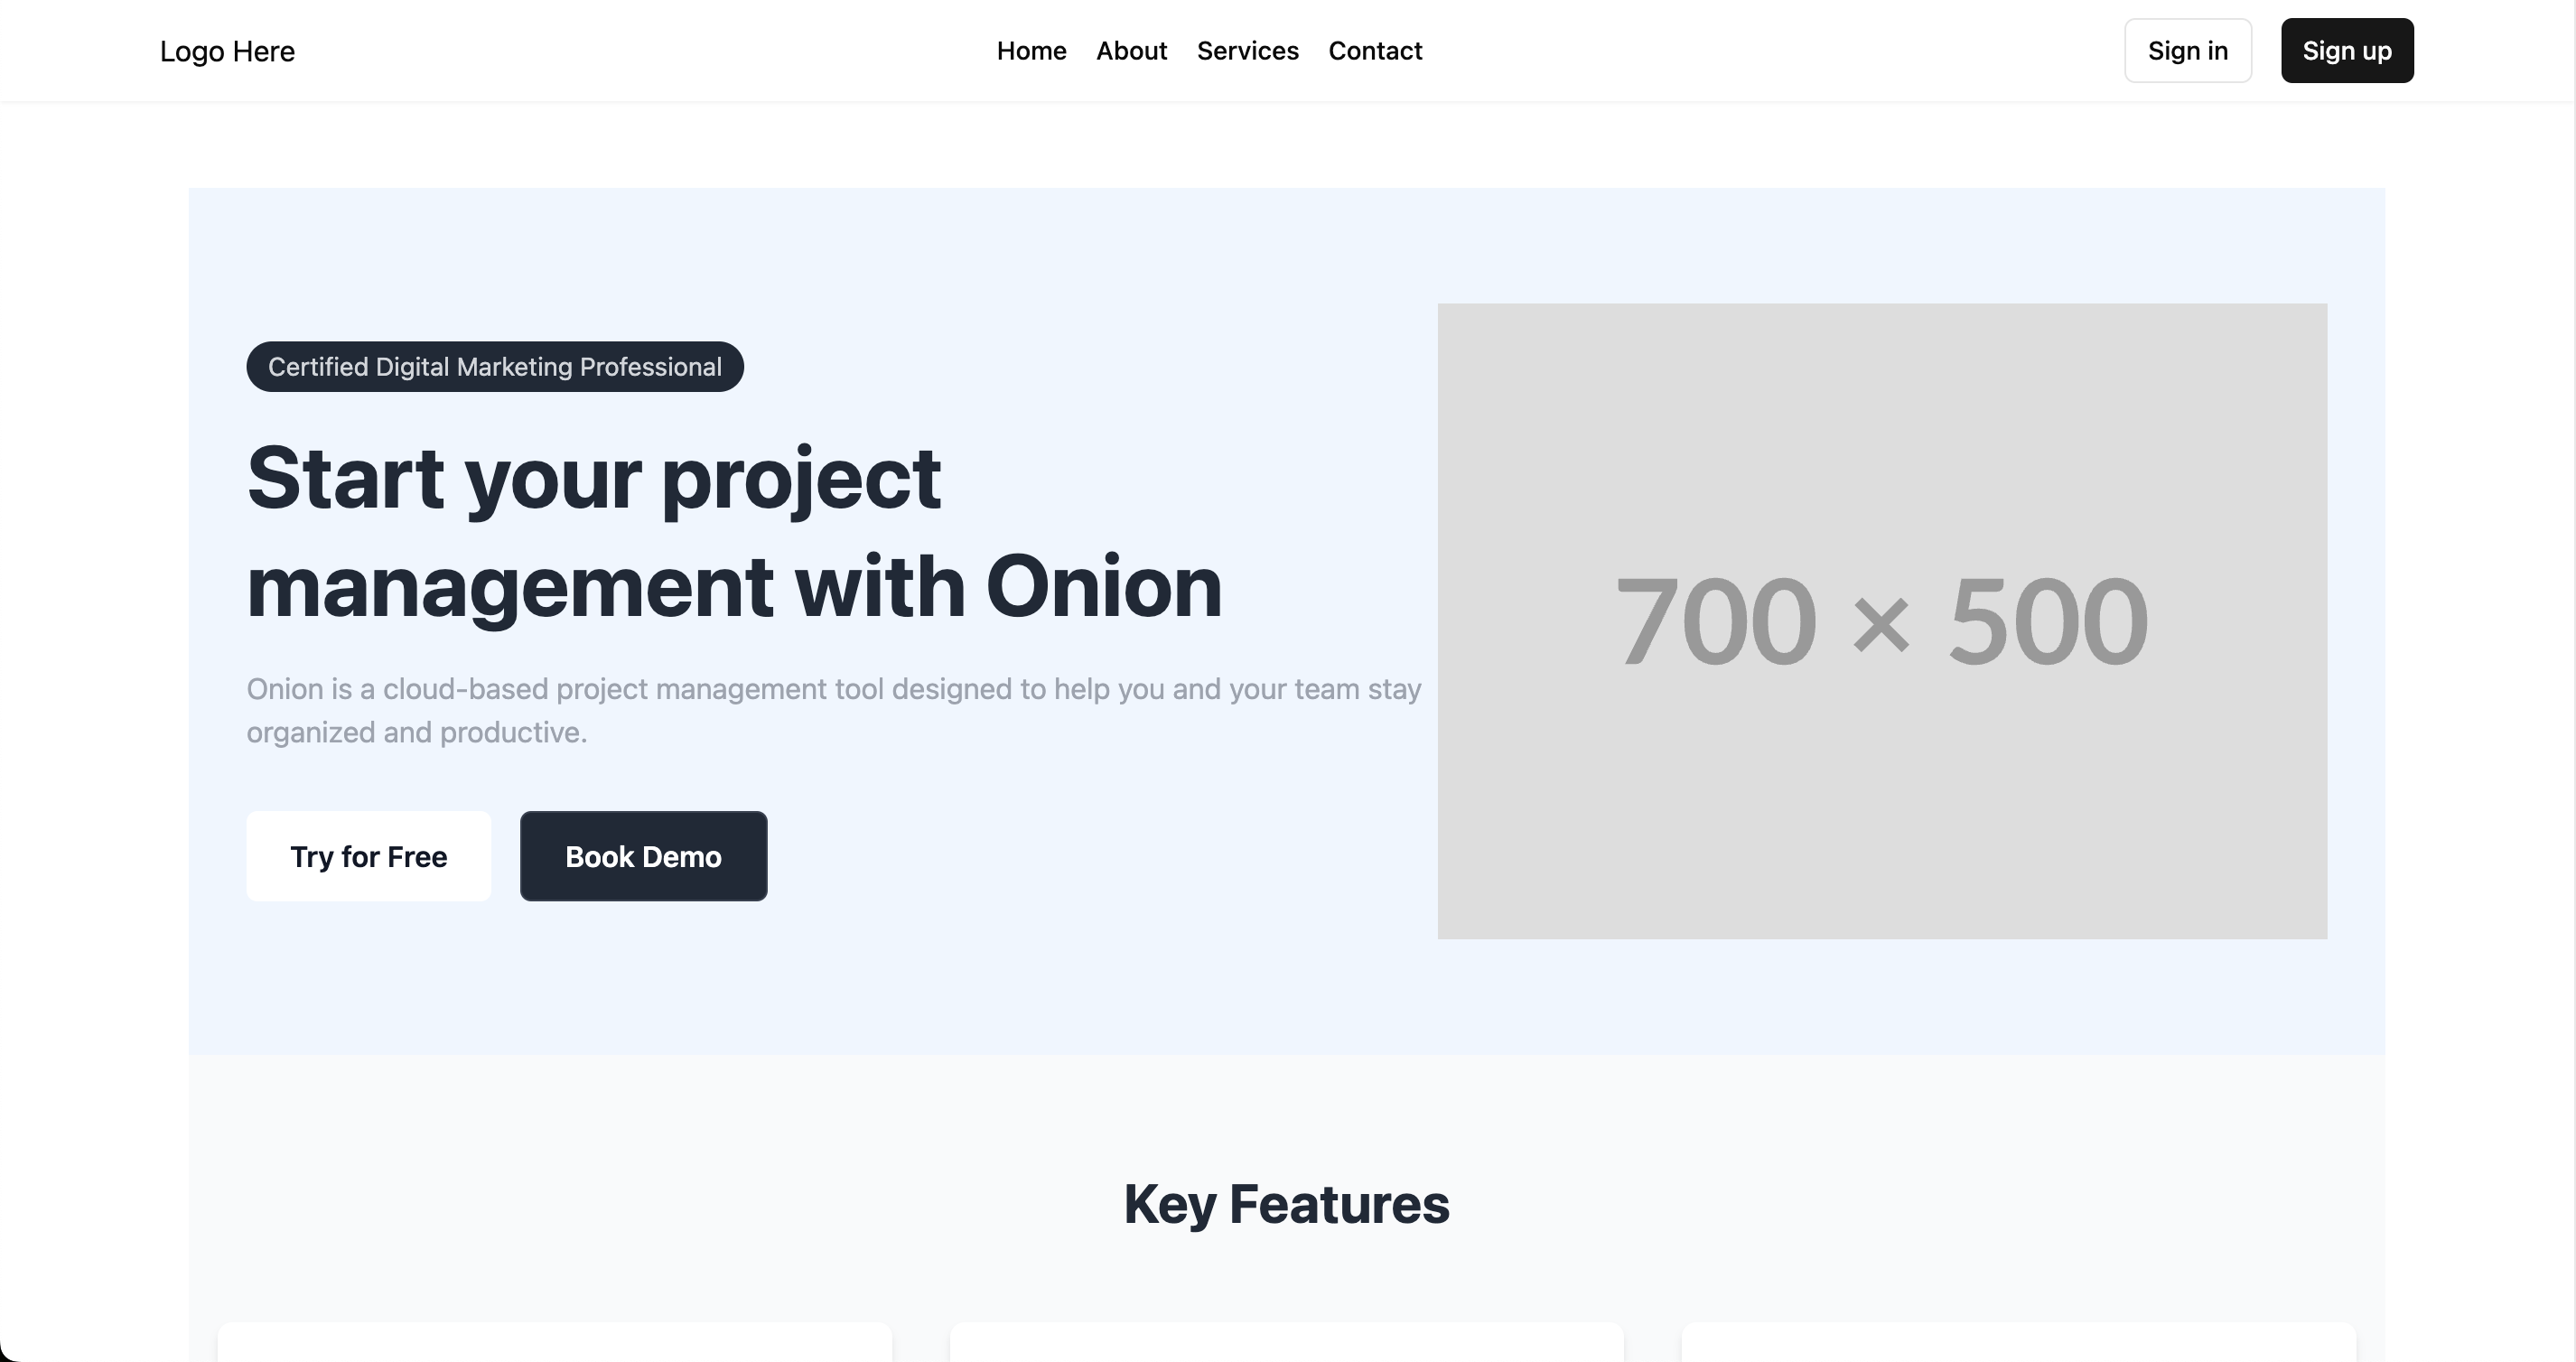 Logo Here
Home About Services Contact
Sign in Sign up
Certified Digital Marketing Professional
Start your project
management with Onion
Onion is a cloud-based project management tool designed to help you and your team stay
organized and productive.
Try for Free Book Demo
700 × 500
Key Features